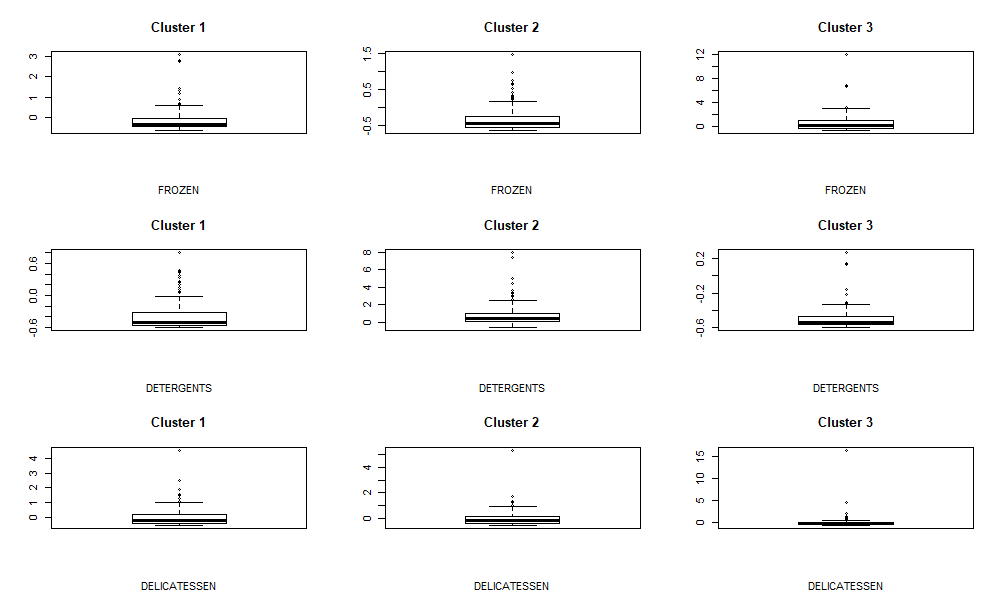 Cluster 1 Cluster 2 Cluster 3
3 2 1 0
1.5 0.5 -0.5
12 8 4 0
FROZEN FROZEN FROZEN
Cluster 1 Cluster 2 Cluster 3
0.6 0.0 -0.6
8 6 4 2 0
0.2 -0.2 -0.6
DETERGENTS DETERGENTS DETERGENTS
Cluster 1 Cluster 2 Cluster 3
4 3 2 1 0
4 2 0
15 10 5 0
DELICATESSEN DELICATESSEN DELICATESSEN